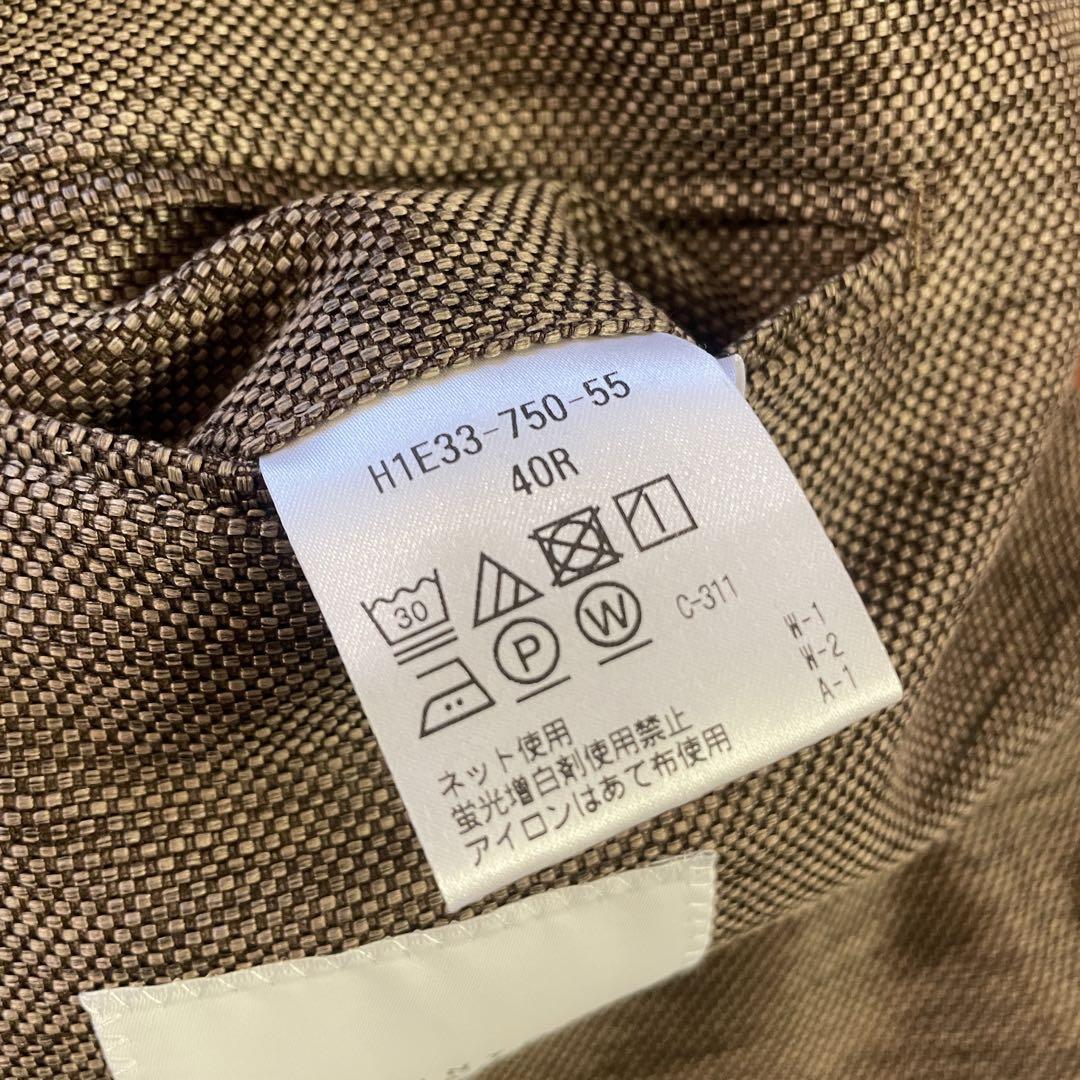 H1E33-750-55
40R
30
P W C-311
W-1
W-2
A-1
ネット使用
蛍光増白剤使用禁止
アイロンはあて布使用